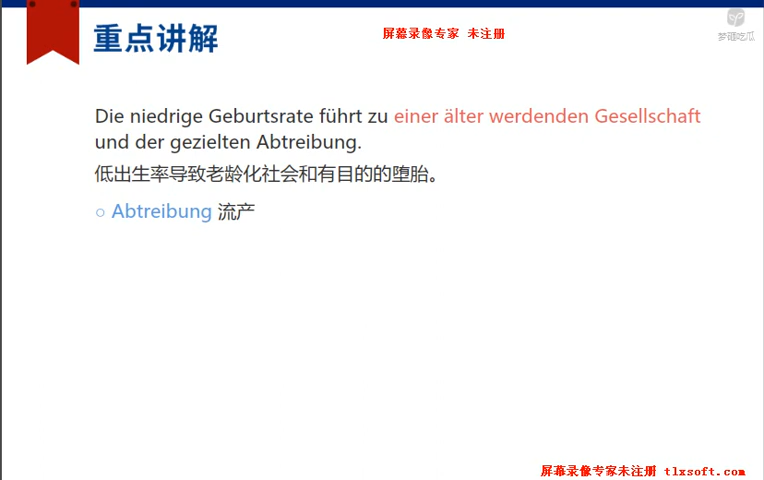 重点讲解
屏幕录像专家 未注册
梦砸吃瓜
Die niedrige Geburtsrate führt zu einer älter werdenden Gesellschaft
und der gezielten Abtreibung.
低出生率导致老龄化社会和有目的的堕胎。
○ Abtreibung 流产
屏幕录像专家未注册 tlxsoft.com